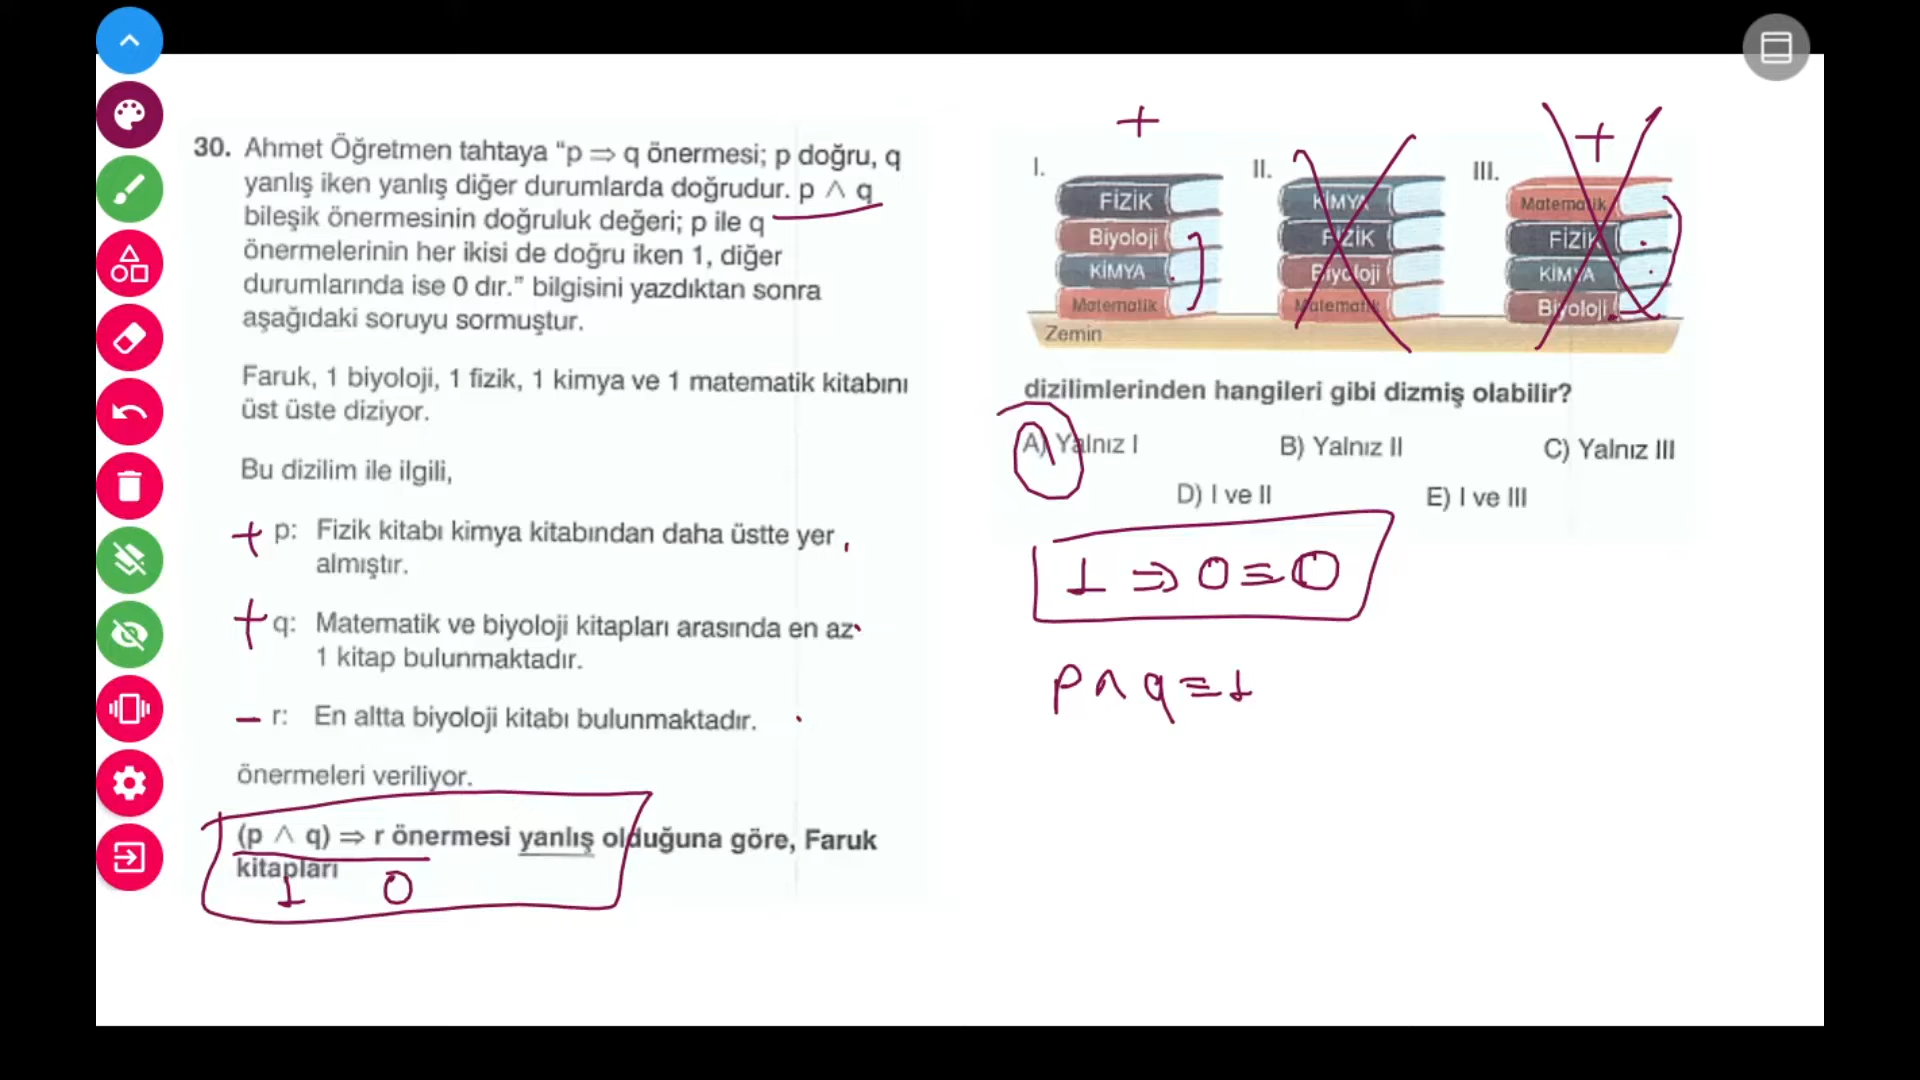 30. Ahmet Öğretmen tahtaya “p ⇒ q önermesi; p doğru, q
yanlış iken yanlış diğer durumlarda doğrudur. p ∧ q
bileşik önermesinin doğruluk değeri; p ile q
önermelerinin her ikisi de doğru iken 1, diğer
durumlarında ise 0 dır.” bilgisini yazdıktan sonra
aşağıdaki soruyu sormuştur.
Faruk, 1 biyoloji, 1 fizik, 1 kimya ve 1 matematik kitabını
üst üste diziyor.
Bu dizilim ile ilgili,
+ p: Fizik kitabı kimya kitabından daha üstte yer
almıştır.
+ q: Matematik ve biyoloji kitapları arasında en az
1 kitap bulunmaktadır.
– r: En altta biyoloji kitabı bulunmaktadır.
önermeleri veriliyor.
(p ∧ q) ⇒ r önermesi yanlış olduğuna göre, Faruk
kitapları
1 0
+ +
I. II. III.
FİZİK
Biyoloji
KİMYA
Matematik
KİMYA
FİZİK
Biyoloji
Matematik
Matematik
FİZİK
KİMYA
Biyoloji
Zemin
dizilimlerinden hangileri gibi dizmiş olabilir?
A) Yalnız I B) Yalnız II C) Yalnız III
D) I ve II E) I ve III
1 ⇒ 0 ≡ 0
p ∧ q ≡ 1